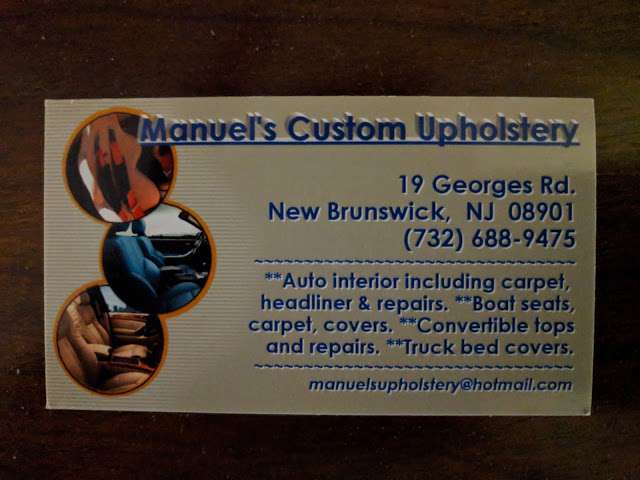 Manuel's Custom Upholstery
19 Georges Rd.
New Brunswick, NJ 08901
(732) 688-9475
~~~~~~~~~~~~~~~~~~~~~~~~~~~~~~~~
**Auto interior including carpet,
headliner & repairs. **Boat seats,
carpet, covers. **Convertible tops
and repairs. **Truck bed covers.
~~~~~~~~~~~~~~~~~~~~~~~~~~~~~~~~
manuelsupholstery@hotmail.com